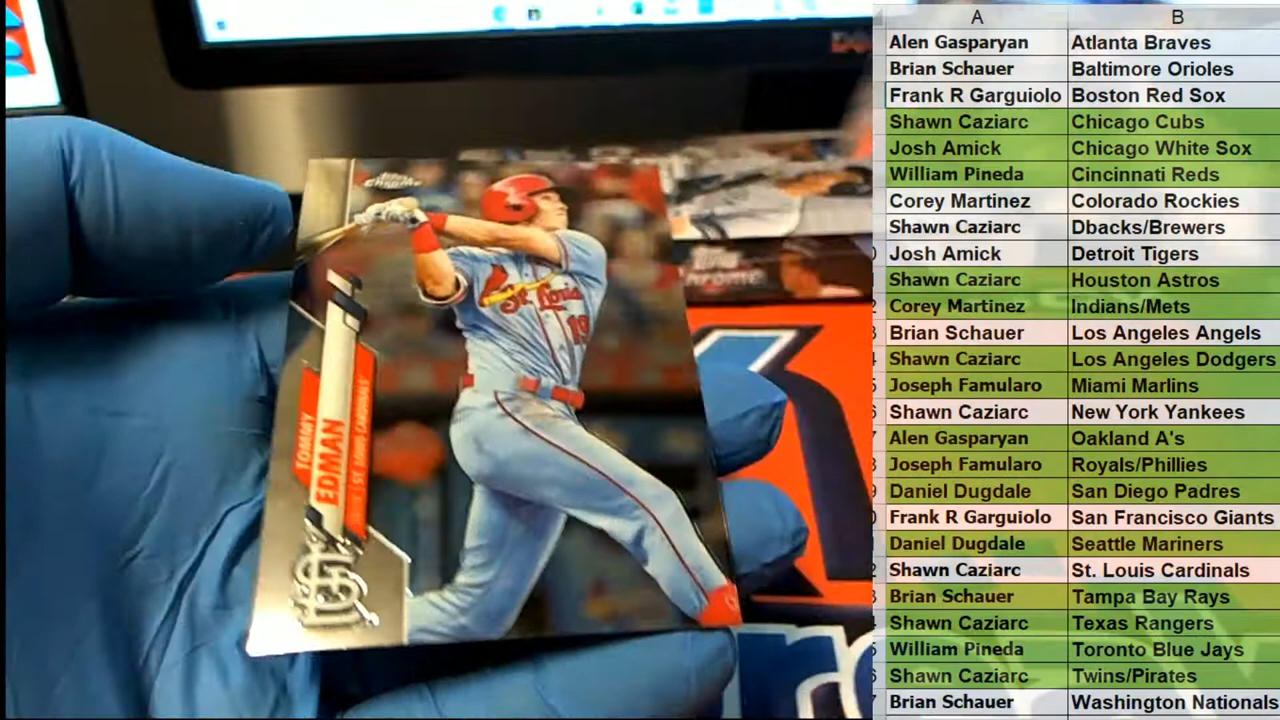 TOPPS CHROME
St. Louis
19
TOMMY
EDMAN
ST. LOUIS CARDINALS
Topps
Chrome
A B
Alen Gasparyan Atlanta Braves
Brian Schauer Baltimore Orioles
Frank R Garguiolo Boston Red Sox
Shawn Caziarc Chicago Cubs
Josh Amick Chicago White Sox
William Pineda Cincinnati Reds
Corey Martinez Colorado Rockies
Shawn Caziarc Dbacks/Brewers
Josh Amick Detroit Tigers
Shawn Caziarc Houston Astros
Corey Martinez Indians/Mets
Brian Schauer Los Angeles Angels
Shawn Caziarc Los Angeles Dodgers
Joseph Famularo Miami Marlins
Shawn Caziarc New York Yankees
Alen Gasparyan Oakland A's
Joseph Famularo Royals/Phillies
Daniel Dugdale San Diego Padres
Frank R Garguiolo San Francisco Giants
Daniel Dugdale Seattle Mariners
Shawn Caziarc St. Louis Cardinals
Brian Schauer Tampa Bay Rays
Shawn Caziarc Texas Rangers
William Pineda Toronto Blue Jays
Shawn Caziarc Twins/Pirates
Brian Schauer Washington Nationals